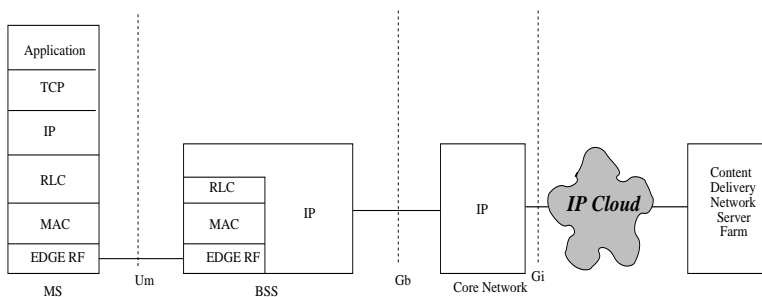 Application
TCP
IP
RLC
MAC
EDGE RF
MS
Um
RLC
MAC
EDGE RF
IP
BSS
Gb
IP
Core Network
Gi
IP Cloud
Content
Delivery
Network
Server
Farm